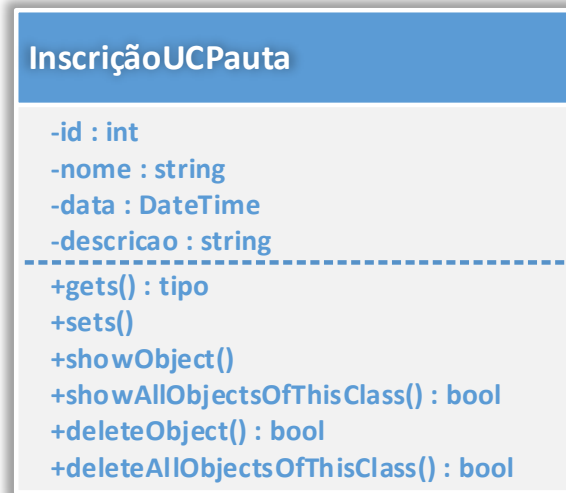 InscriçãoUCPauta
-id : int
-nome : string
-data : DateTime
-descricao : string
+gets() : tipo
+sets()
+showObject()
+showAllObjectsOfThisClass() : bool
+deleteObject() : bool
+deleteAllObjectsOfThisClass() : bool